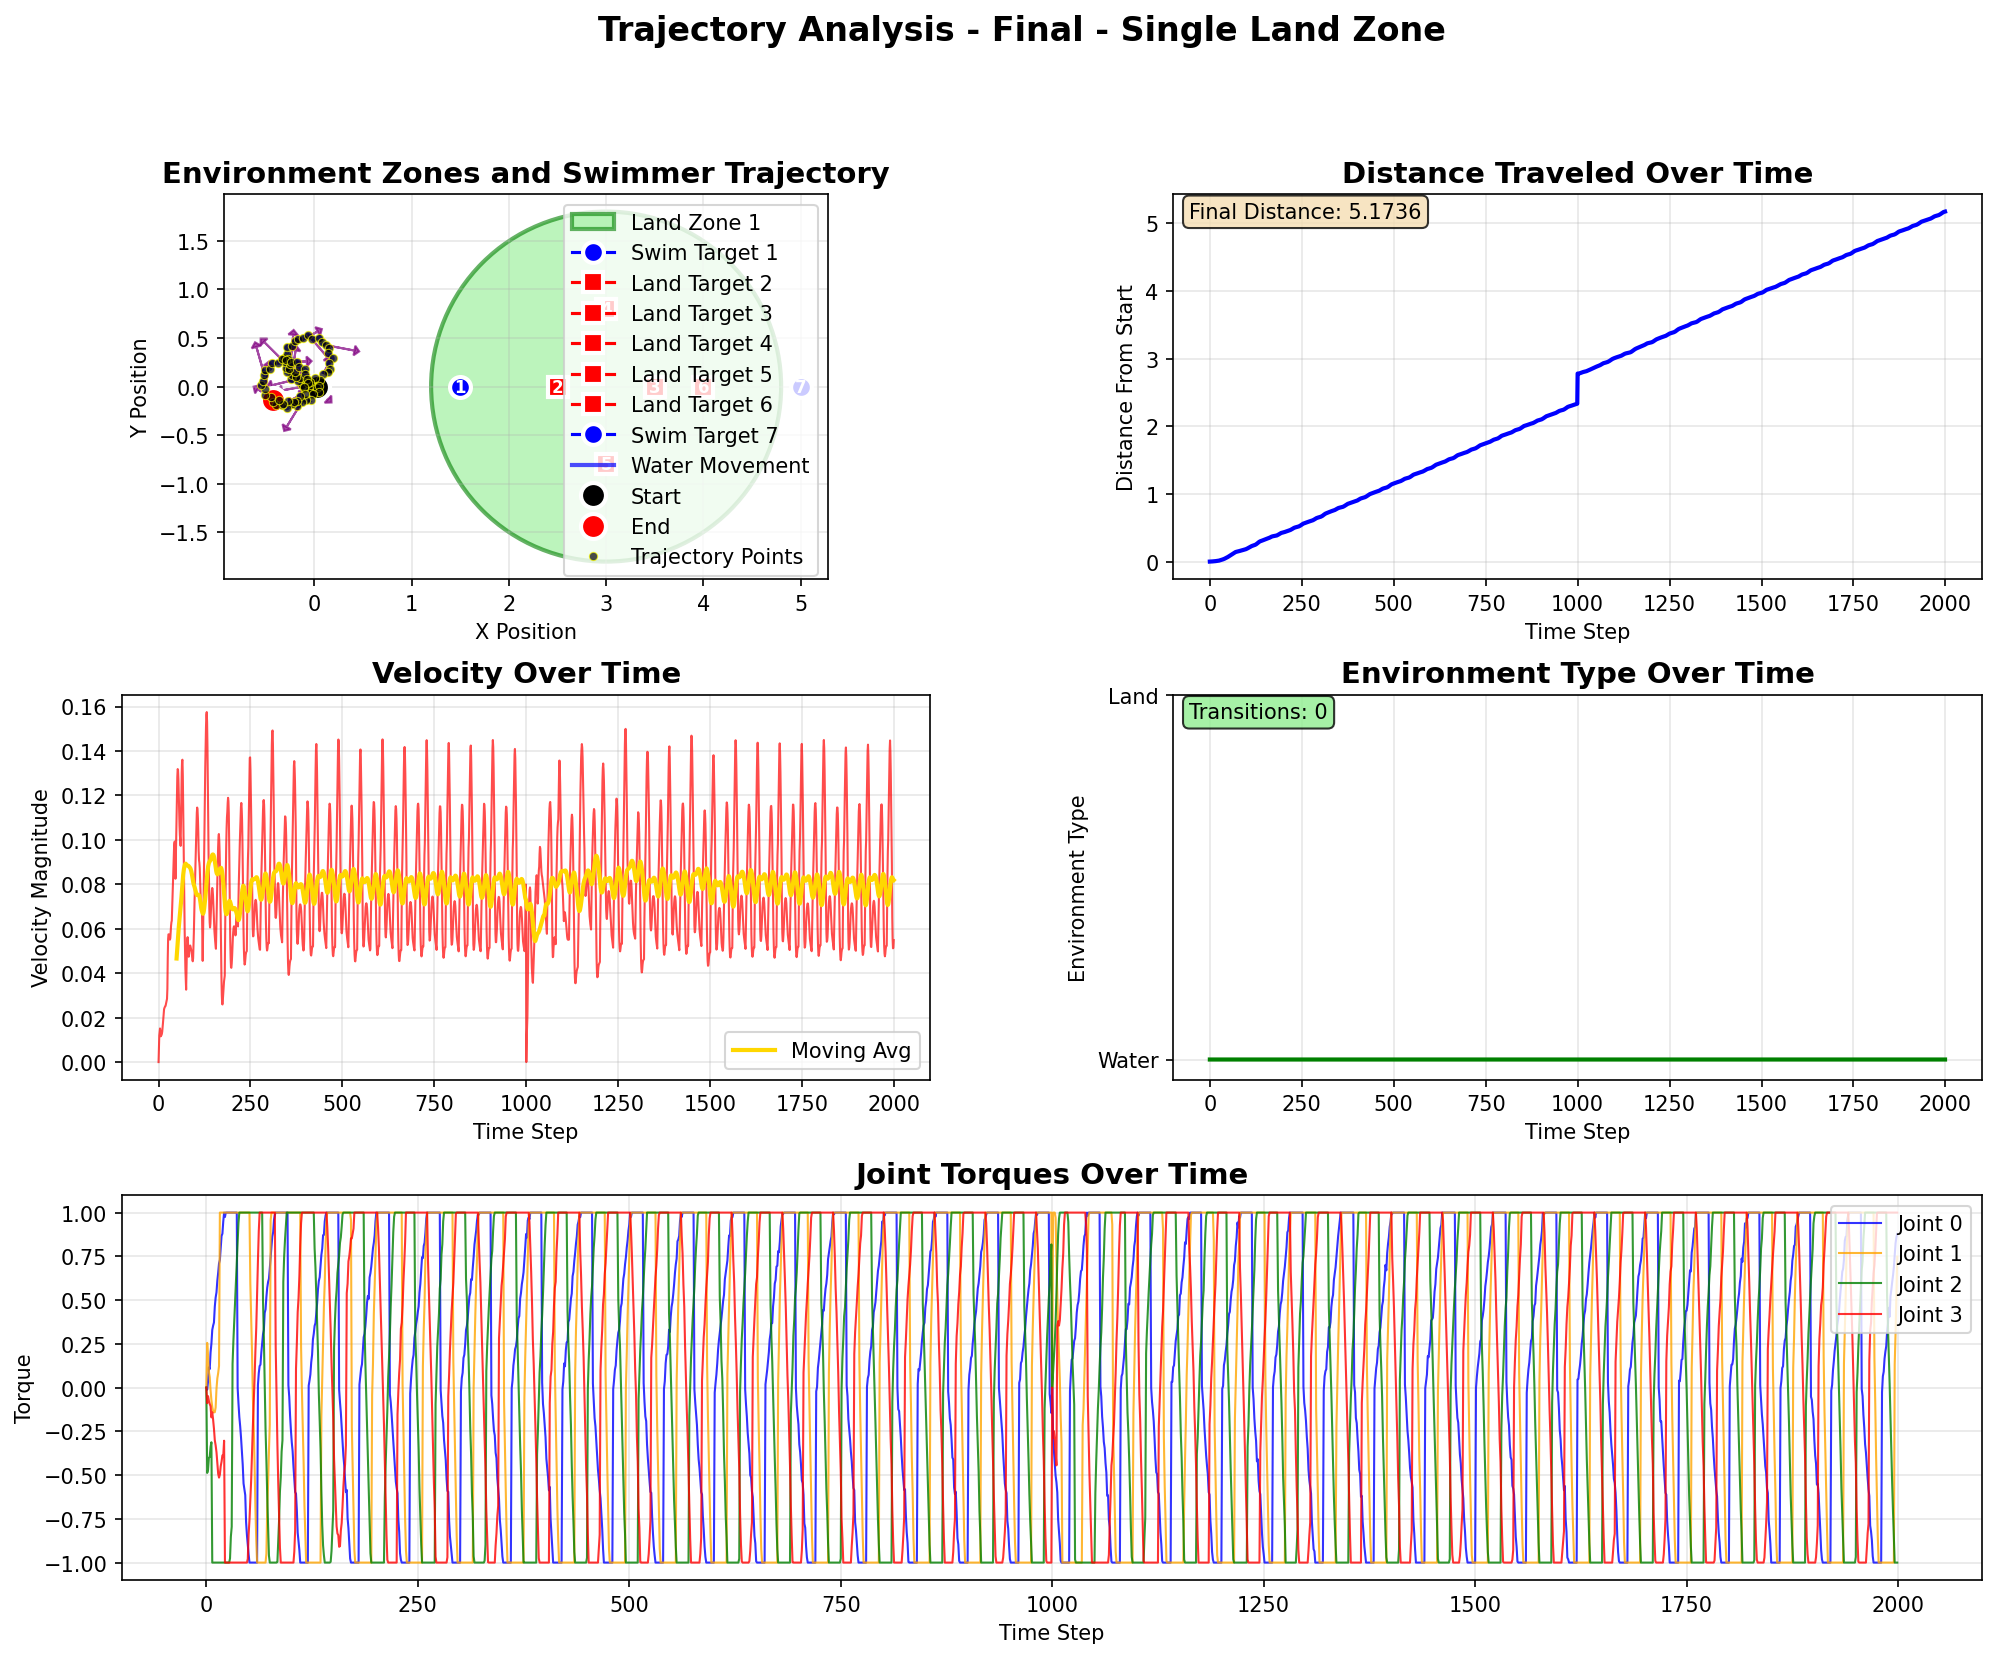 Trajectory Analysis - Final - Single Land Zone
Environment Zones and Swimmer Trajectory
Y Position
1.5
1.0
0.5
0.0
−0.5
−1.0
−1.5
1
2
3
4
5
6
7
Land Zone 1
Swim Target 1
Land Target 2
Land Target 3
Land Target 4
Land Target 5
Land Target 6
Swim Target 7
Water Movement
Start
End
Trajectory Points
0 1 2 3 4 5
X Position
Distance Traveled Over Time
Final Distance: 5.1736
Distance From Start
5
4
3
2
1
0
0 250 500 750 1000 1250 1500 1750 2000
Time Step
Velocity Over Time
Velocity Magnitude
0.16
0.14
0.12
0.10
0.08
0.06
0.04
0.02
0.00
Moving Avg
0 250 500 750 1000 1250 1500 1750 2000
Time Step
Environment Type Over Time
Land
Transitions: 0
Environment Type
Water
0 250 500 750 1000 1250 1500 1750 2000
Time Step
Joint Torques Over Time
Torque
1.00
0.75
0.50
0.25
0.00
−0.25
−0.50
−0.75
−1.00
Joint 0
Joint 1
Joint 2
Joint 3
0 250 500 750 1000 1250 1500 1750 2000
Time Step